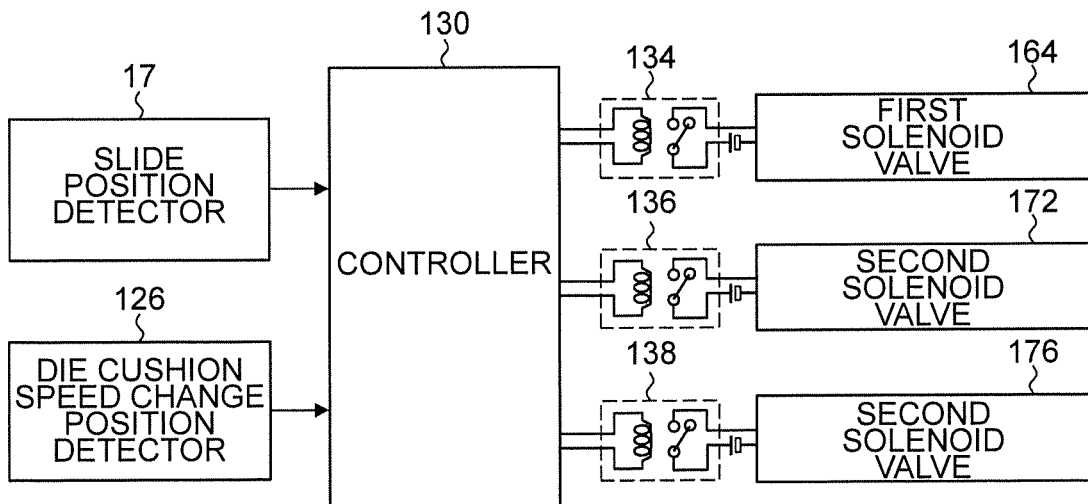 130
17
134
164
SLIDE
POSITION
DETECTOR
FIRST
SOLENOID
VALVE
136
172
CONTROLLER
SECOND
SOLENOID
VALVE
126
138
176
DIE CUSHION
SPEED CHANGE
POSITION
DETECTOR
SECOND
SOLENOID
VALVE